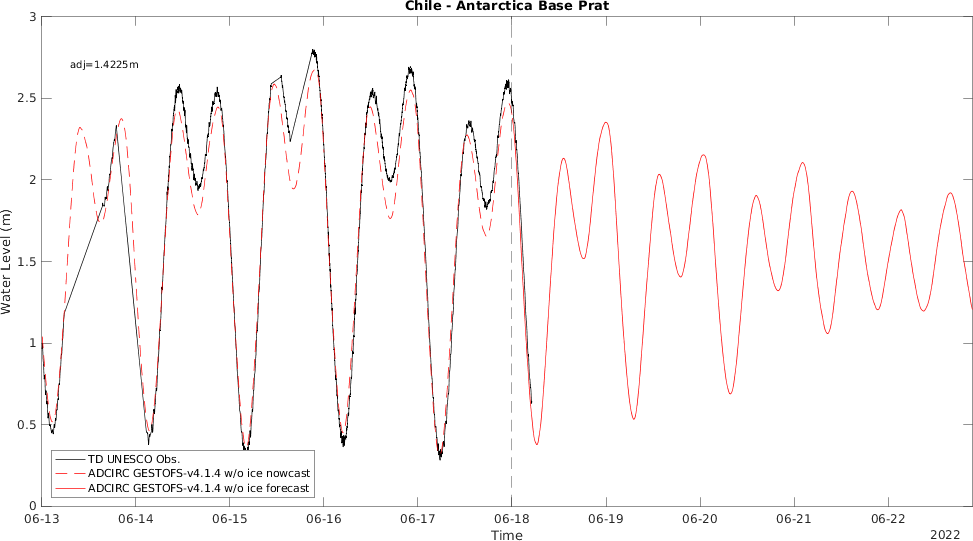 Chile - Antarctica Base Prat
3
adj=1.4225m
2.5
2
1.5
1
0.5
0
Water Level (m)
TD UNESCO Obs.
ADCIRC GESTOFS-v4.1.4 w/o ice nowcast
ADCIRC GESTOFS-v4.1.4 w/o ice forecast
06-13 06-14 06-15 06-16 06-17 06-18 06-19 06-20 06-21 06-22
Time
2022